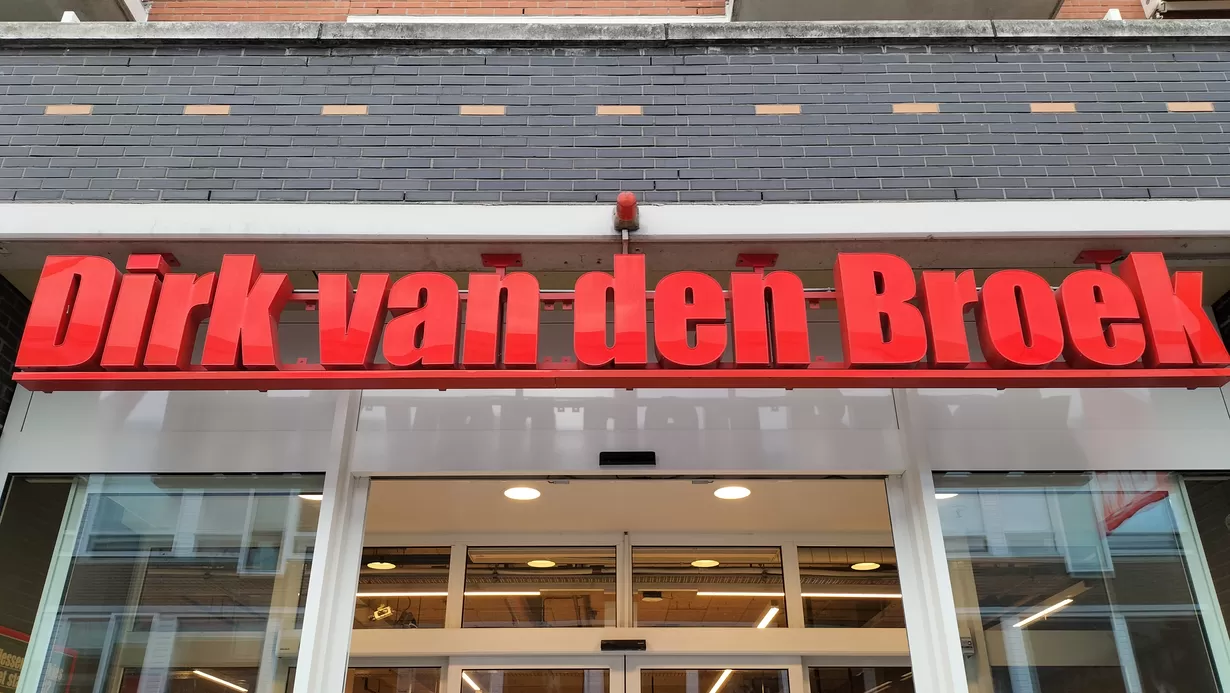 Dirk van den Broek